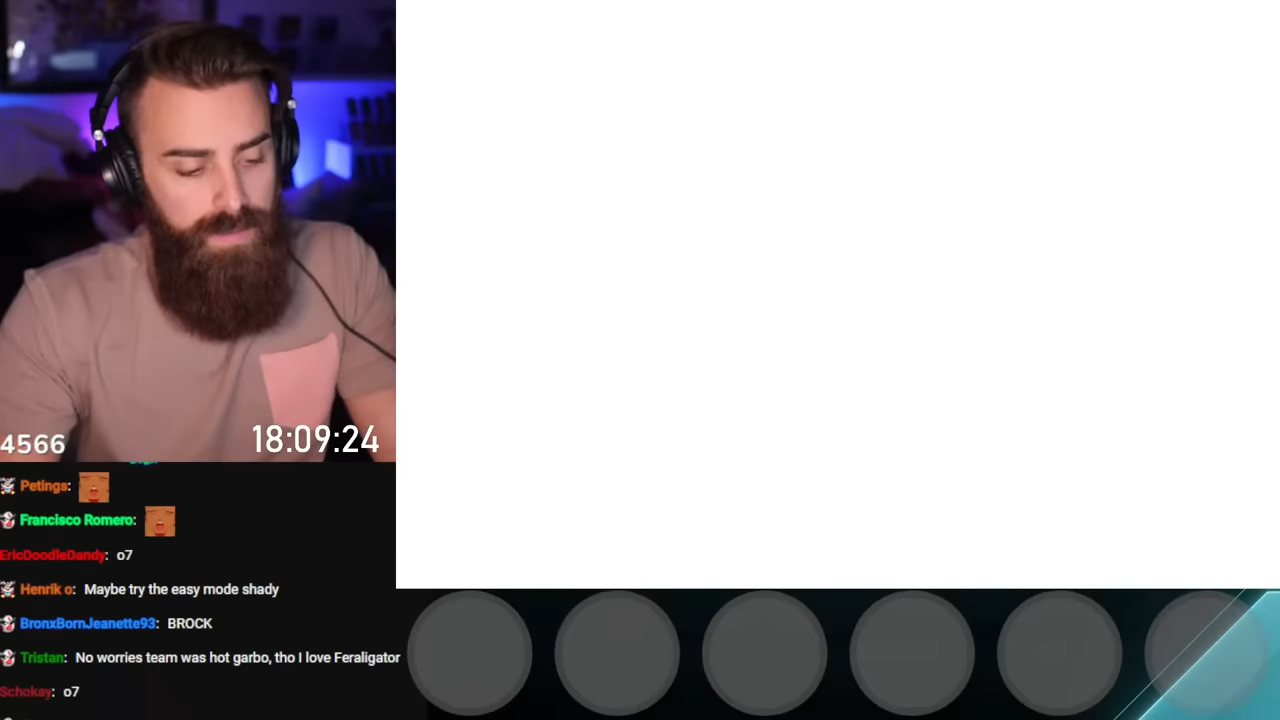 4566
18:09:24
Petings:
Francisco Romero:
EricDoodleDandy: o7
Henrik o: Maybe try the easy mode shady
BronxBornJeanette93: BROCK
Tristan: No worries team was hot garbo, tho I love Feraligator
Schokay: o7